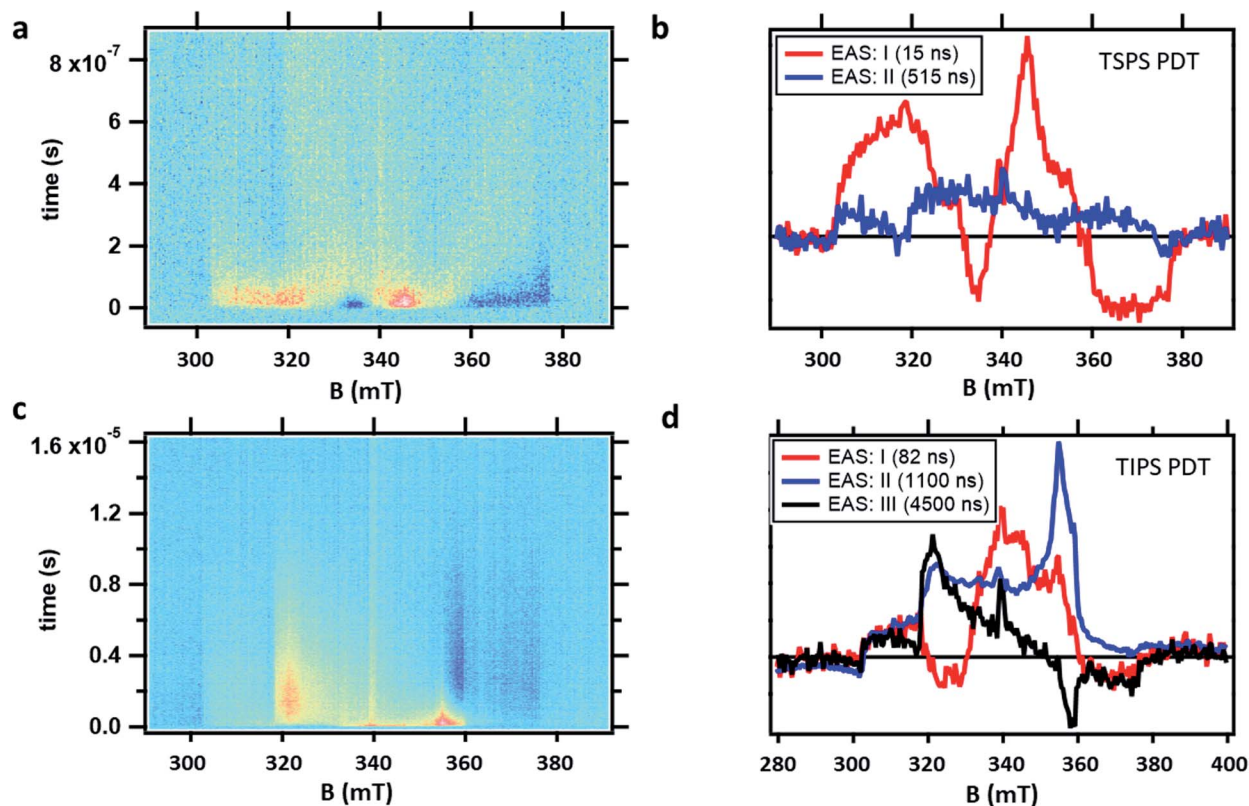 a
8 x10⁻⁷
6
4
2
0
time (s)
300 320 340 360 380
B (mT)
b
EAS: I (15 ns)
EAS: II (515 ns)
TSPS PDT
300 320 340 360 380
B (mT)
c
1.6 x10⁻⁵
1.2
0.8
0.4
0.0
time (s)
300 320 340 360 380
B (mT)
d
EAS: I (82 ns)
EAS: II (1100 ns)
EAS: III (4500 ns)
TIPS PDT
280 300 320 340 360 380 400
B (mT)